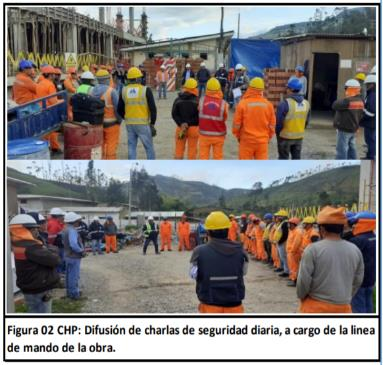 Figura 02 CHP: Difusión de charlas de seguridad diaria, a cargo de la linea
de mando de la obra.